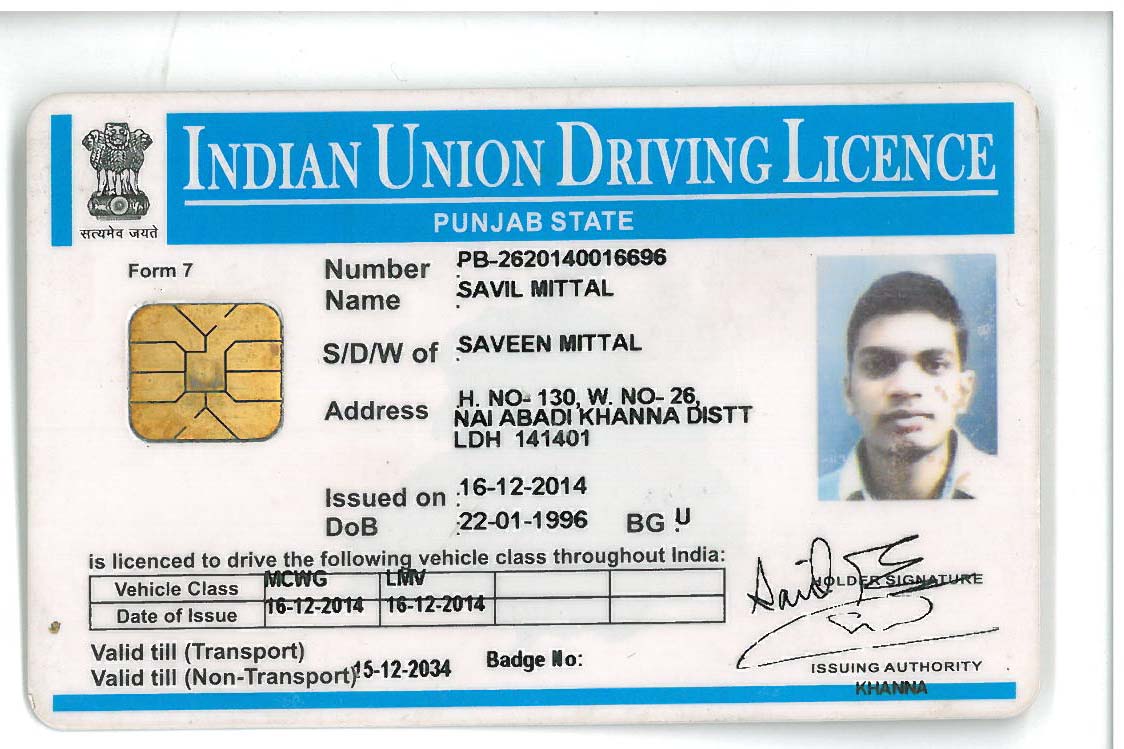 INDIAN UNION DRIVING LICENCE
PUNJAB STATE
सत्यमेव जयते
Form 7
Number : PB-2620140016696
Name : SAVIL MITTAL
S/D/W of : SAVEEN MITTAL
Address : H. NO- 130, W. NO- 26,
NAI ABADI KHANNA DISTT
LDH 141401
Issued on : 16-12-2014
DoB : 22-01-1996 BG : U
is licenced to drive the following vehicle class throughout India:
Vehicle Class MCWG LMV
Date of Issue 16-12-2014 16-12-2014
HOLDER SIGNATURE
Valid till (Transport)
Valid till (Non-Transport) 15-12-2034 Badge No:
ISSUING AUTHORITY
KHANNA